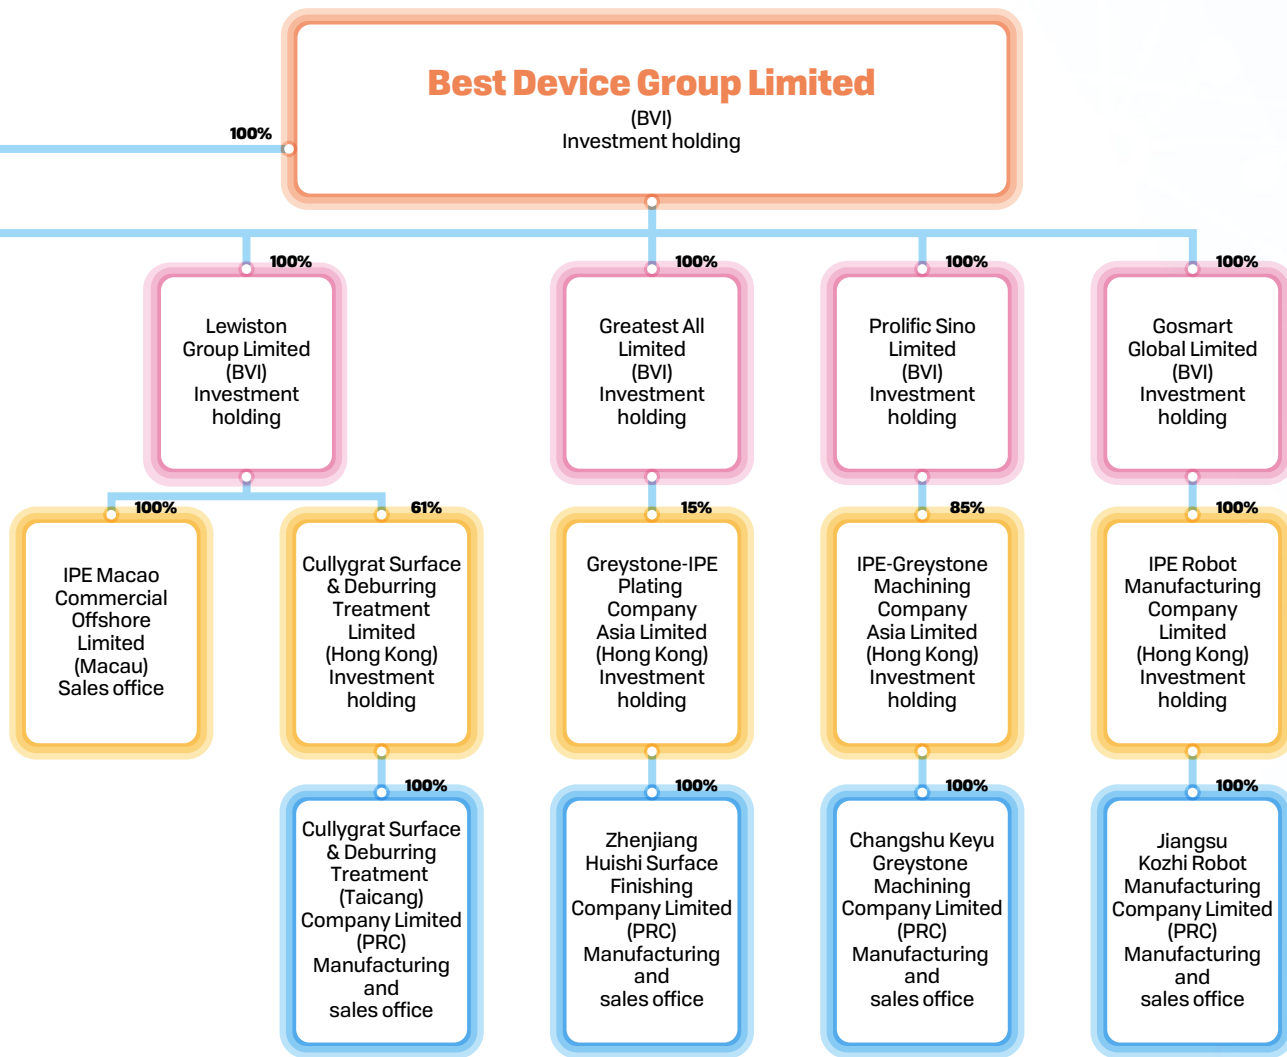 Best Device Group Limited
(BVI)
Investment holding
100%
100%
Lewiston
Group Limited
(BVI)
Investment
holding
100%
Greatest All
Limited
(BVI)
Investment
holding
100%
Prolific Sino
Limited
(BVI)
Investment
holding
100%
Gosmart
Global Limited
(BVI)
Investment
holding
100%
IPE Macao
Commercial
Offshore
Limited
(Macau)
Sales office
61%
Cullygrat Surface
& Deburring
Treatment
Limited
(Hong Kong)
Investment
holding
15%
Greystone-IPE
Plating
Company
Asia Limited
(Hong Kong)
Investment
holding
85%
IPE-Greystone
Machining
Company
Asia Limited
(Hong Kong)
Investment
holding
100%
IPE Robot
Manufacturing
Company
Limited
(Hong Kong)
Investment
holding
100%
Cullygrat Surface
& Deburring
Treatment
(Taicang)
Company Limited
(PRC)
Manufacturing
and
sales office
100%
Zhenjiang
Huishi Surface
Finishing
Company Limited
(PRC)
Manufacturing
and
sales office
100%
Changshu Keyu
Greystone
Machining
Company Limited
(PRC)
Manufacturing
and
sales office
100%
Jiangsu
Kozhi Robot
Manufacturing
Company Limited
(PRC)
Manufacturing
and
sales office